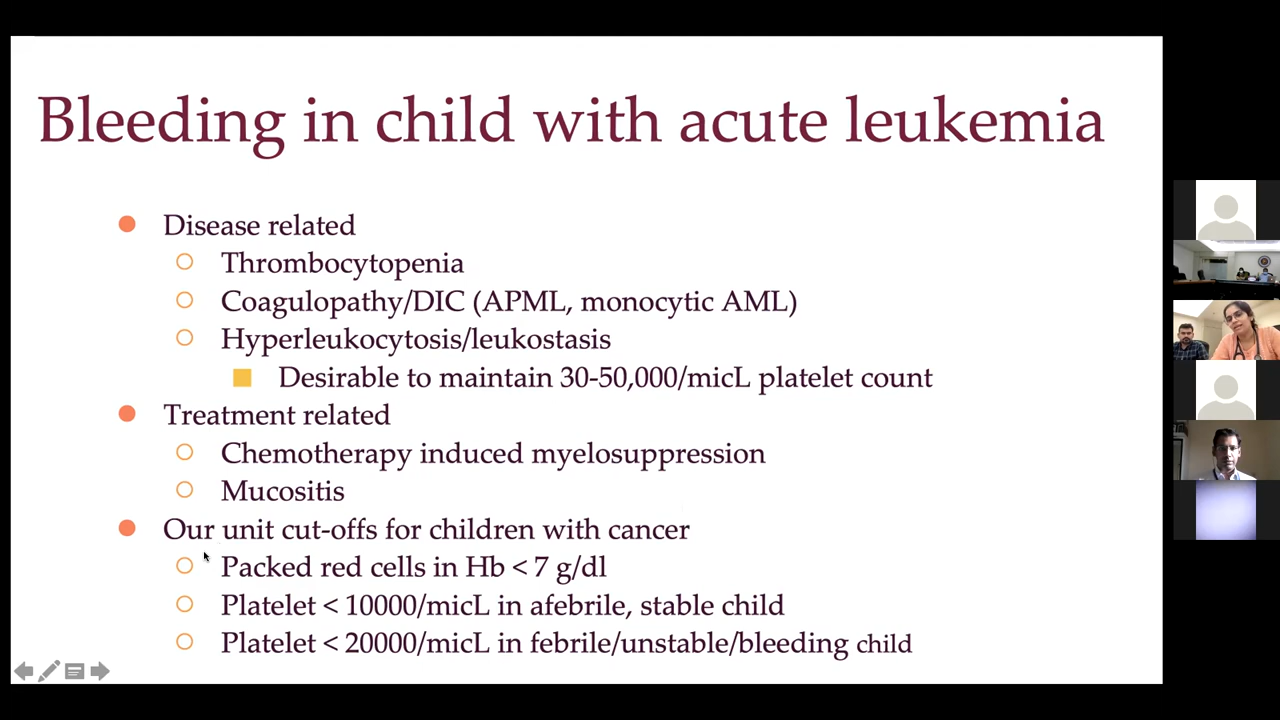 Bleeding in child with acute leukemia
Disease related
Thrombocytopenia
Coagulopathy/DIC (APML, monocytic AML)
Hyperleukocytosis/leukostasis
Desirable to maintain 30-50,000/micL platelet count
Treatment related
Chemotherapy induced myelosuppression
Mucositis
Our unit cut-offs for children with cancer
Packed red cells in Hb < 7 g/dl
Platelet < 10000/micL in afebrile, stable child
Platelet < 20000/micL in febrile/unstable/bleeding child